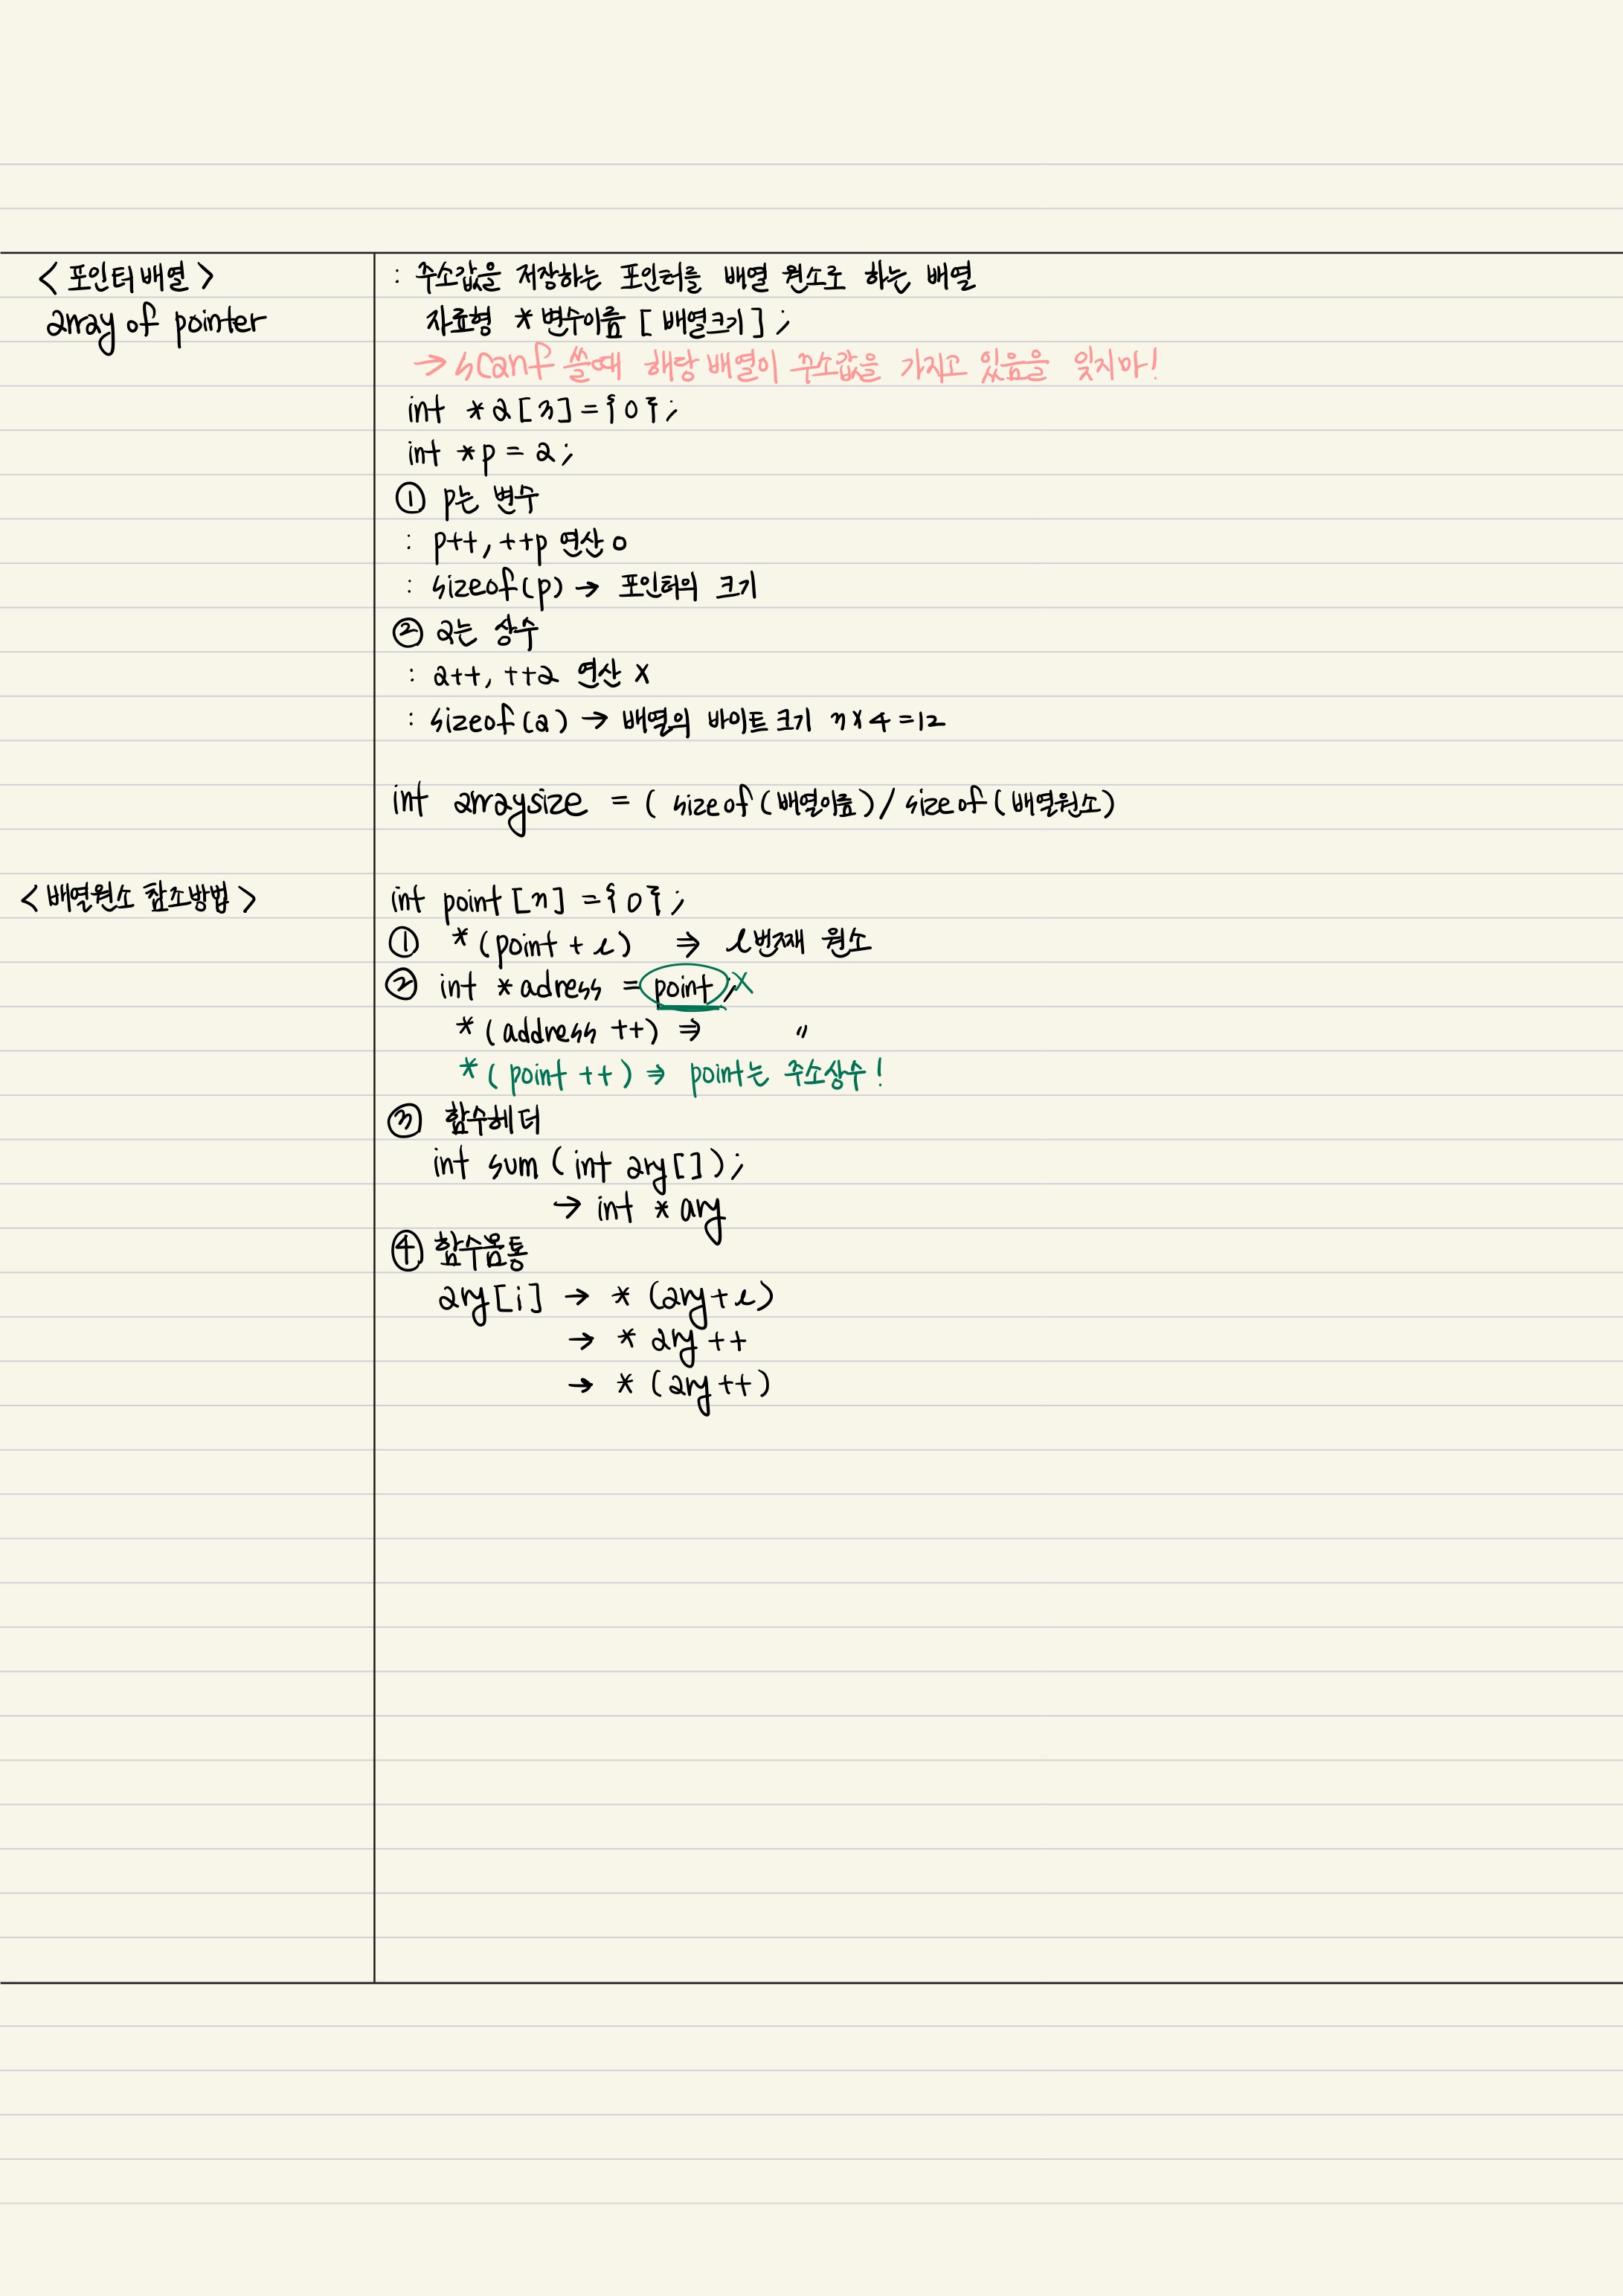 <포인터배열>
array of pointer
: 주소값을 저장하는 포인터를 배열 원소로 하는 배열
자료형 *변수이름 [배열크기];
→ scanf 쓸때 해당 배열이 주소값을 가지고 있음을 잊지마!
int *a[3]={0};
int *p = a;
① p는 변수
: p++, ++p 연산 o
: sizeof(p) → 포인터의 크기
② a는 상수
: a++, ++a 연산 x
: sizeof(a) → 배열의 바이트 크기 3×4=12
int arraysize = ( sizeof(배열이름)/sizeof(배열원소)
<배열원소 참조방법>
int point[3] ={0};
① *(point + i) ⇒ i번째 원소
② int *adress = point; X
*(address ++) ⇒ 〃
*( point ++) ⇒ point는 주소상수!
③ 함수헤더
int sum (int ary[]);
→ int * ary
④ 함수몸통
ary[i] → * (ary+i)
→ * ary ++
→ * (ary++)